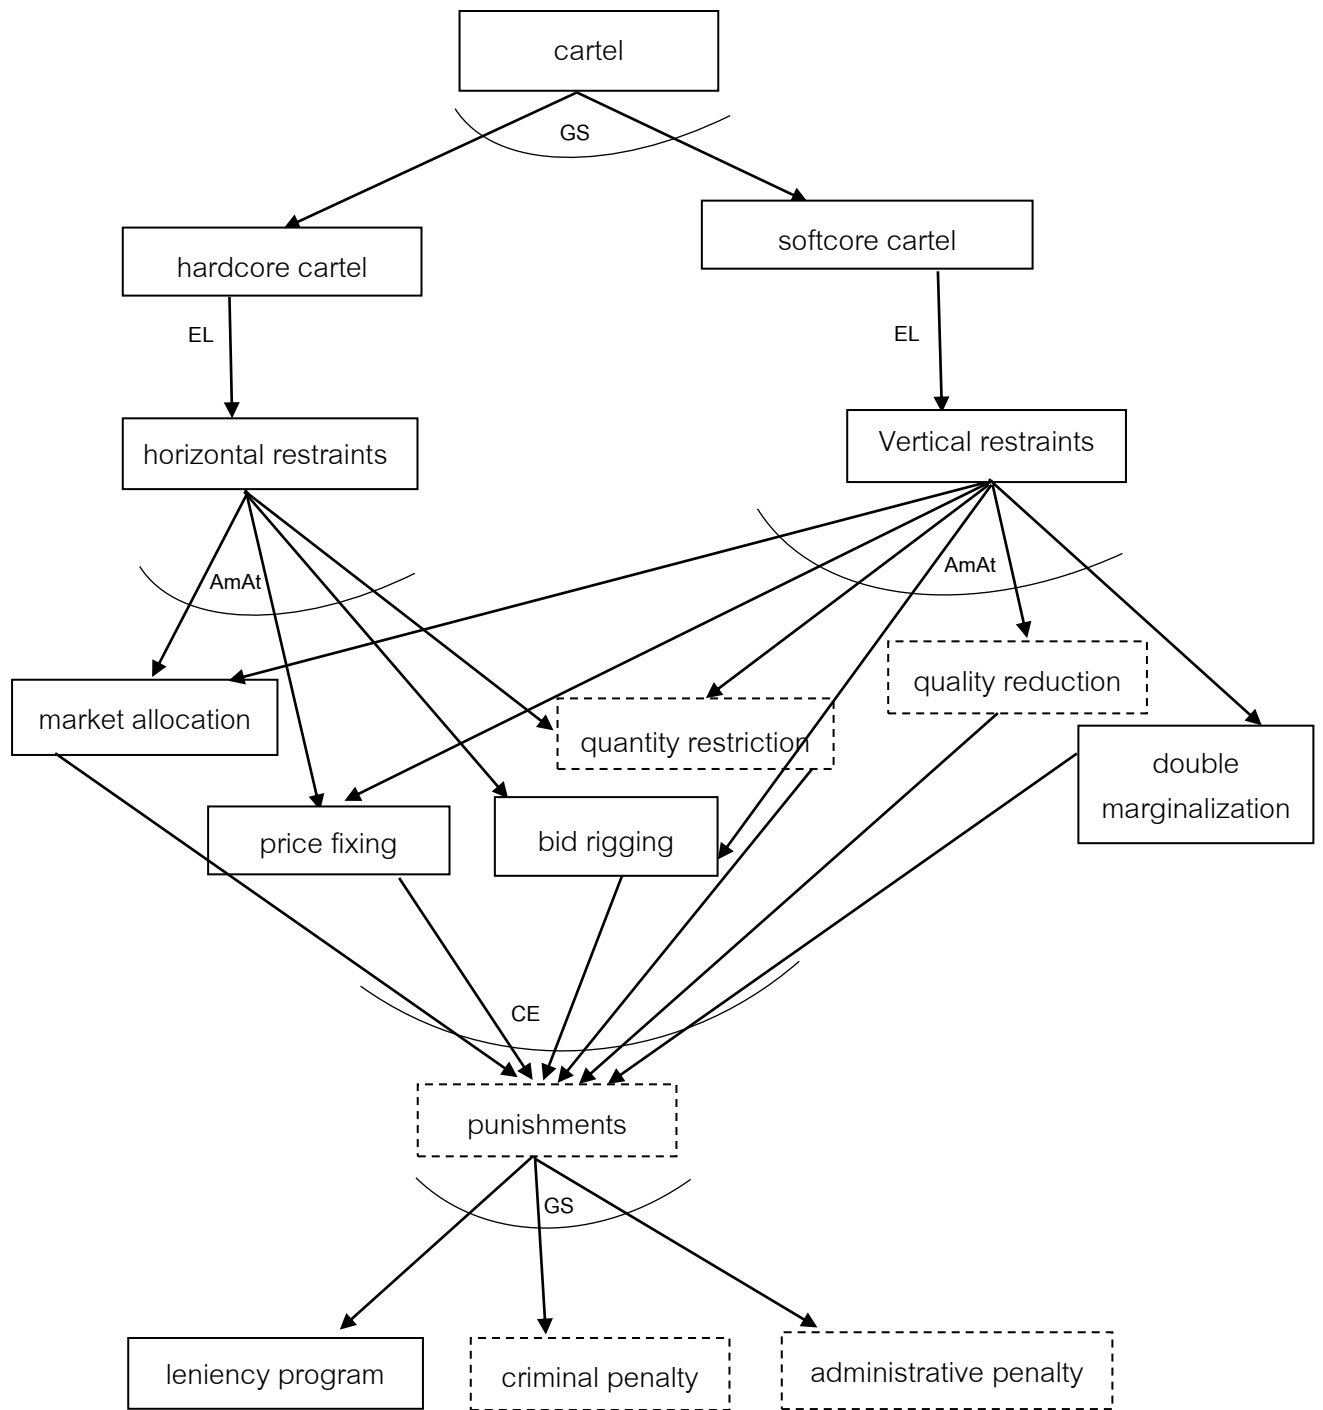 cartel
GS
hardcore cartel
softcore cartel
EL
EL
horizontal restraints
Vertical restraints
AmAt
AmAt
market allocation
quantity restriction
quality reduction
double
marginalization
price fixing
bid rigging
CE
punishments
GS
leniency program
criminal penalty
administrative penalty